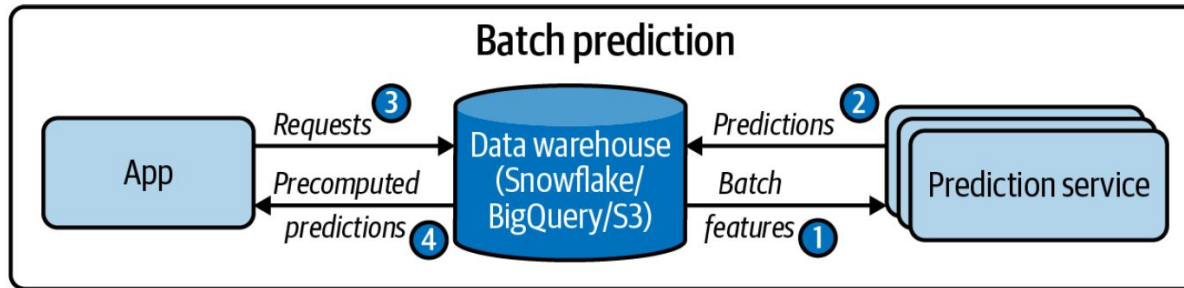 Batch prediction
App
Requests
3
Precomputed
predictions
4
Data warehouse
(Snowflake/
BigQuery/S3)
Predictions
2
Batch
features
1
Prediction service